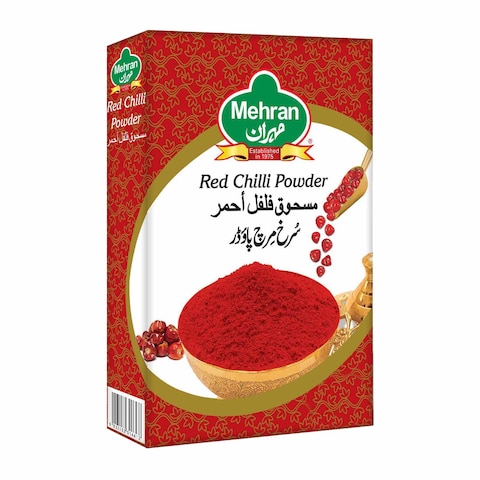 Mehran
مہران
Red Chilli
Powder
مسحوق فلفل أحمر
Mehran
مہران
Established
in 1975
®
Red Chilli Powder
مسحوق فلفل أحمر
سُرخ مرچ پاؤڈر